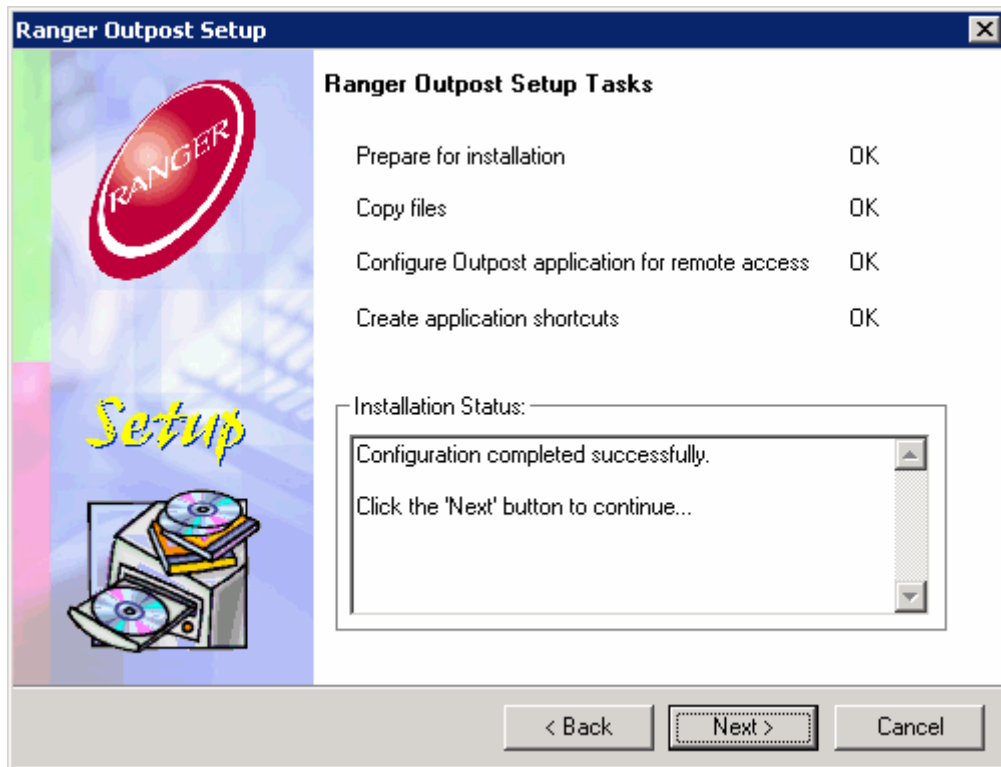 Ranger Outpost Setup
RANGER
Setup
Ranger Outpost Setup Tasks
Prepare for installation OK
Copy files OK
Configure Outpost application for remote access OK
Create application shortcuts OK
Installation Status:
Configuration completed successfully.
Click the 'Next' button to continue...
< Back Next > Cancel